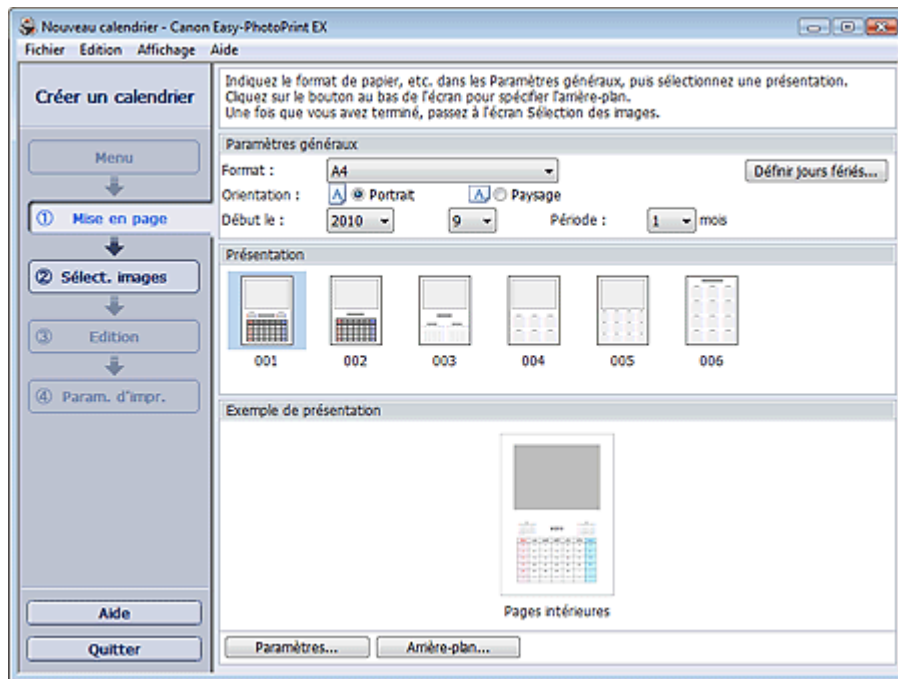 Nouveau calendrier - Canon Easy-PhotoPrint EX
Fichier Edition Affichage Aide
Créer un calendrier
Menu
① Mise en page
② Sélect. images
③ Edition
④ Param. d'impr.
Aide
Quitter
Indiquez le format de papier, etc. dans les Paramètres généraux, puis sélectionnez une présentation.
Cliquez sur le bouton au bas de l'écran pour spécifier l'arrière-plan.
Une fois que vous avez terminé, passez à l'écran Sélection des images.
Paramètres généraux
Format : A4 Définir jours fériés...
Orientation : A Portrait A Paysage
Début le : 2010 9 Période : 1 mois
Présentation
001 002 003 004 005 006
Exemple de présentation
Pages intérieures
Paramètres... Arrière-plan...